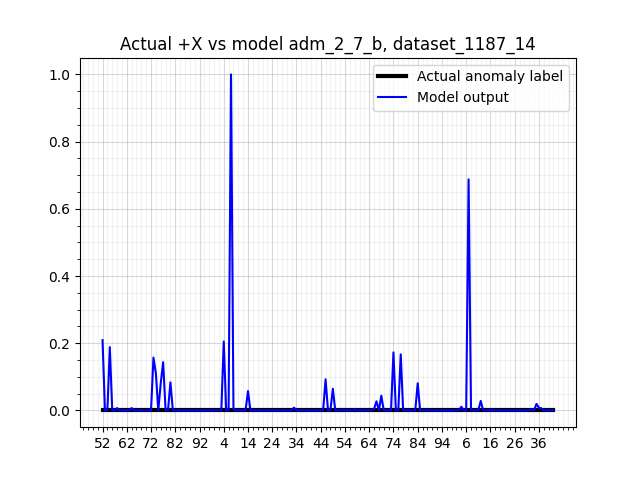 Actual +X vs model adm_2_7_b, dataset_1187_14
Actual anomaly label
Model output
1.0
0.8
0.6
0.4
0.2
0.0
52 62 72 82 92 4 14 24 34 44 54 64 74 84 94 6 16 26 36